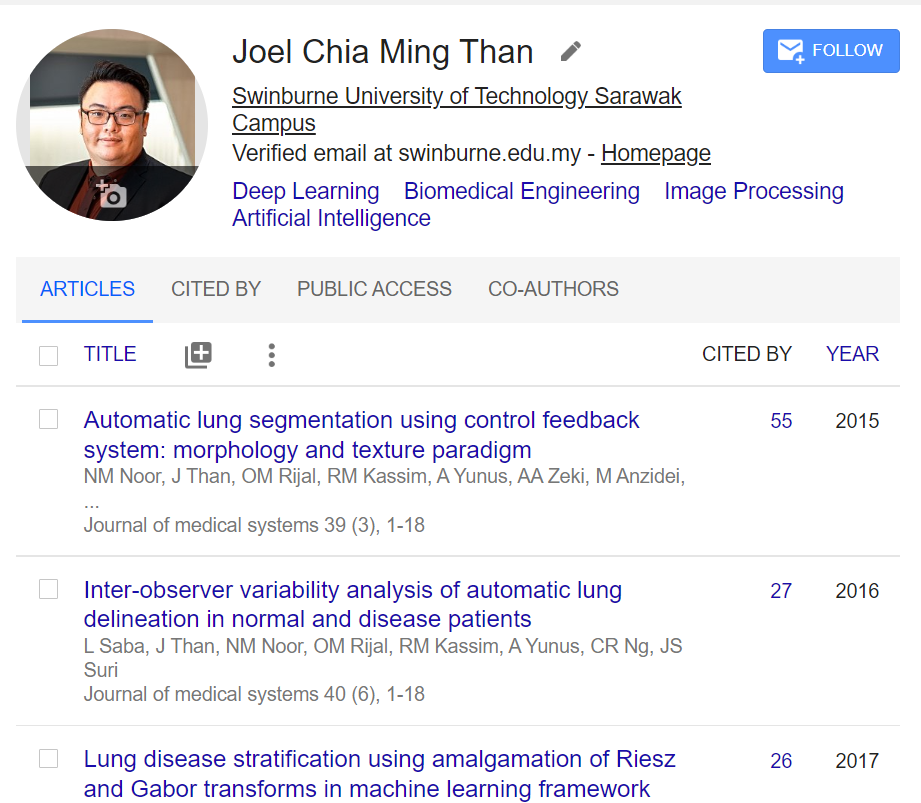 Joel Chia Ming Than
FOLLOW
Swinburne University of Technology Sarawak
Campus
Verified email at swinburne.edu.my - Homepage
Deep Learning Biomedical Engineering Image Processing
Artificial Intelligence
ARTICLES CITED BY PUBLIC ACCESS CO-AUTHORS
TITLE CITED BY YEAR
Automatic lung segmentation using control feedback 55 2015
system: morphology and texture paradigm
NM Noor, J Than, OM Rijal, RM Kassim, A Yunus, AA Zeki, M Anzidei,
...
Journal of medical systems 39 (3), 1-18
Inter-observer variability analysis of automatic lung 27 2016
delineation in normal and disease patients
L Saba, J Than, NM Noor, OM Rijal, RM Kassim, A Yunus, CR Ng, JS
Suri
Journal of medical systems 40 (6), 1-18
Lung disease stratification using amalgamation of Riesz 26 2017
and Gabor transforms in machine learning framework